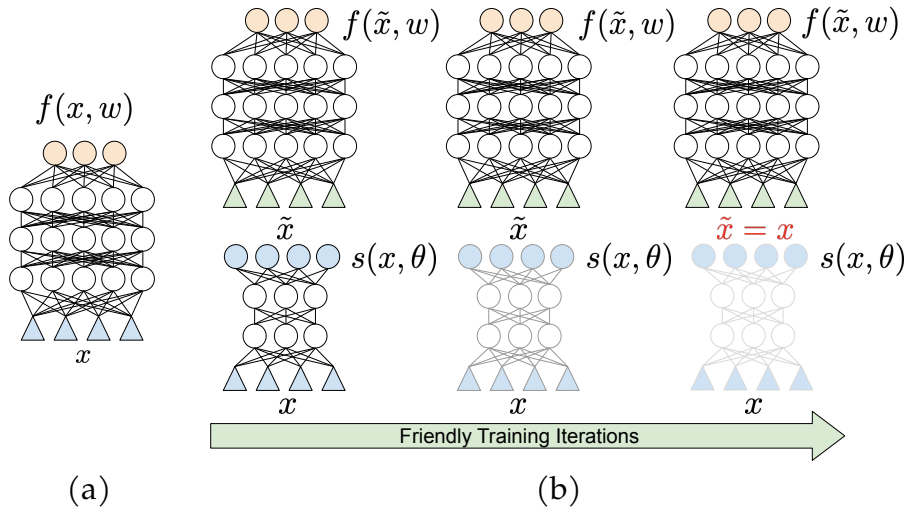 f(x, w)
x
(a)
f(x̃, w) f(x̃, w) f(x̃, w)
x̃ x̃ x̃ = x
s(x, θ) s(x, θ) s(x, θ)
x x x
Friendly Training Iterations
(b)